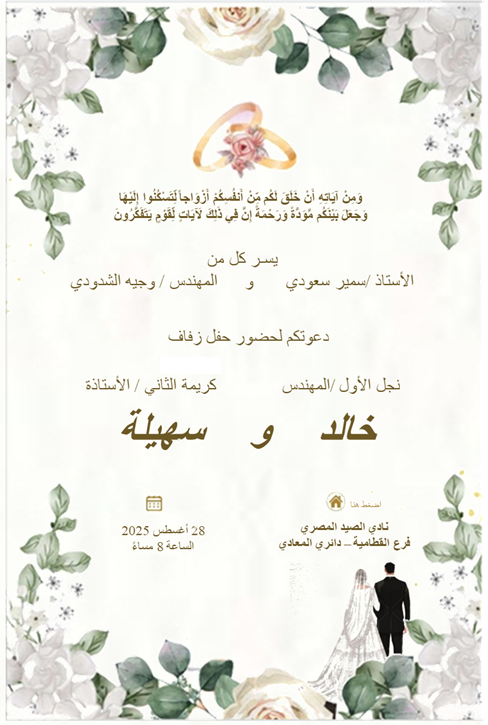 وَمِنْ آيَاتِهِ أَنْ خَلَقَ لَكُم مِّنْ أَنفُسِكُمْ أَزْوَاجاً لِّتَسْكُنُوا إِلَيْهَا
وَجَعَلَ بَيْنَكُم مَّوَدَّةً وَرَحْمَةً إِنَّ فِي ذَلِكَ لَآيَاتٍ لِّقَوْمٍ يَتَفَكَّرُونَ
يسر كل من
الأستاذ /سمير سعودي و المهندس / وجيه الشدودي
دعوتكم لحضور حفل زفاف
نجل الأول /المهندس كريمة الثاني / الأستاذة
خالد و سهيلة
اضغط هنا
نادي الصيد المصري
فرع القطامية – دائري المعادي
28 أغسطس 2025
الساعة 8 مساءً